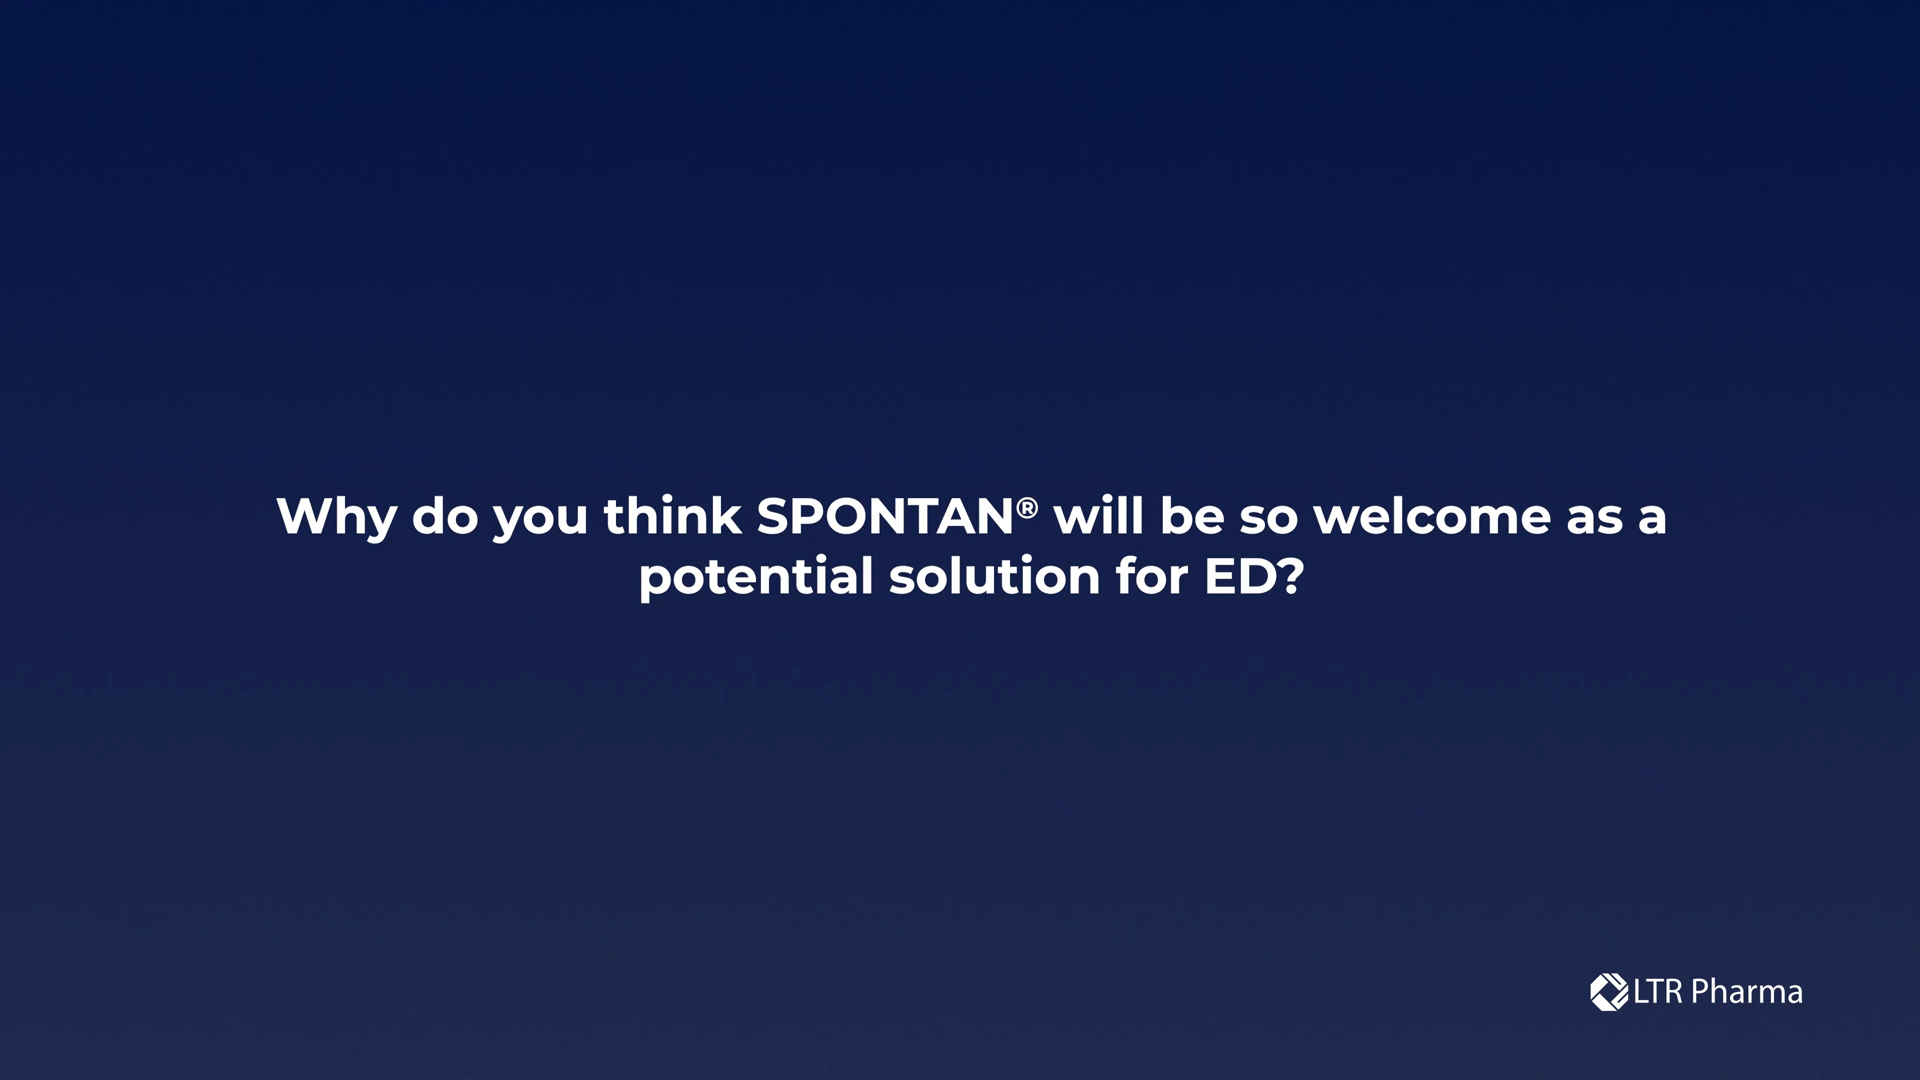 Why do you think SPONTAN® will be so welcome as a
potential solution for ED?
LTR Pharma